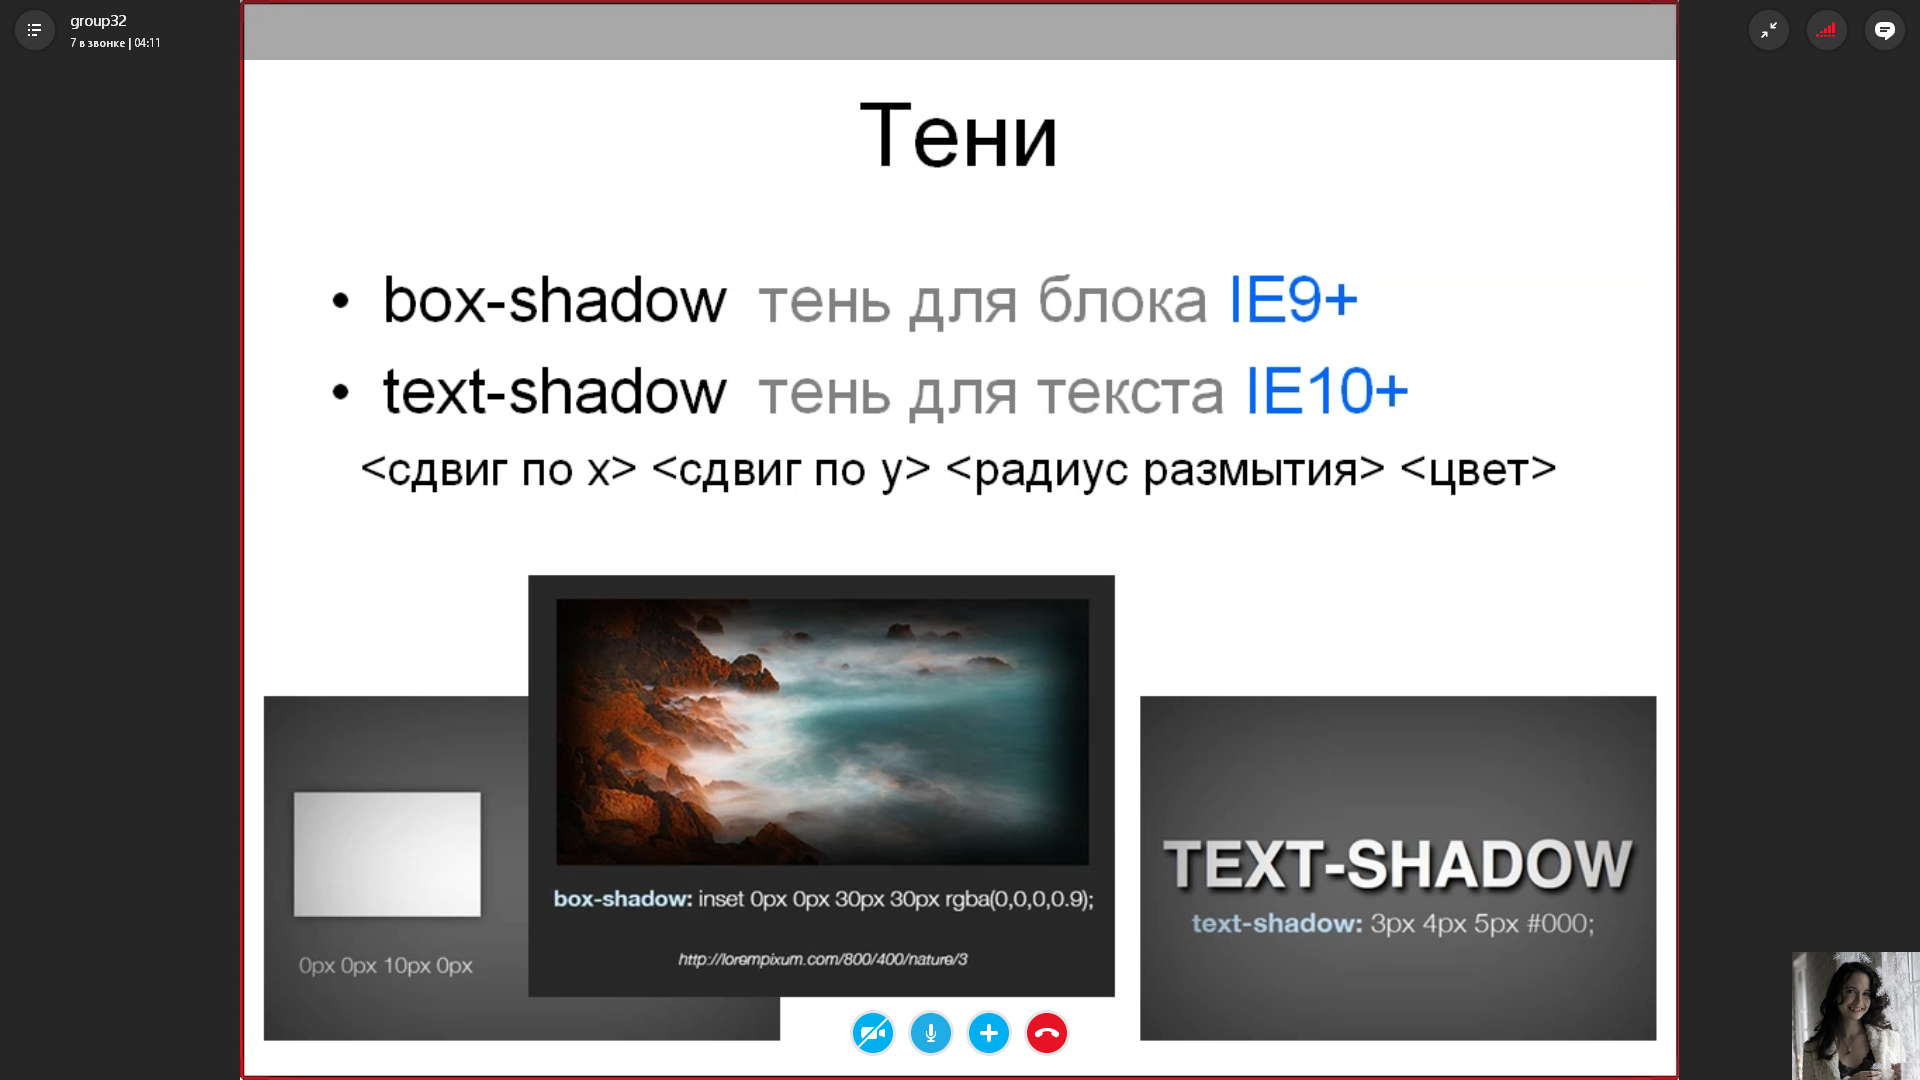 group32
7 в звонке | 04:11
Тени
• box-shadow тень для блока IE9+
• text-shadow тень для текста IE10+
<сдвиг по x> <сдвиг по y> <радиус размытия> <цвет>
box-shadow: inset 0px 0px 30px 30px rgba(0,0,0,0.9);
http://lorempixum.com/800/400/nature/3
0px 0px 10px 0px
TEXT-SHADOW
text-shadow: 3px 4px 5px #000;